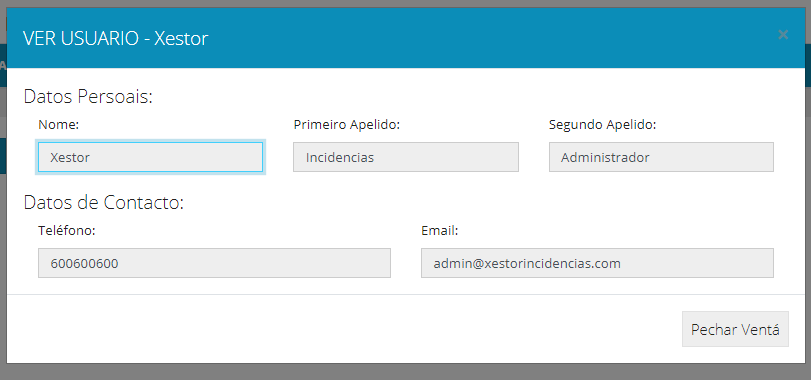 VER USUARIO - Xestor
×
Datos Persoais:
Nome: Primeiro Apelido: Segundo Apelido:
Xestor Incidencias Administrador
Datos de Contacto:
Teléfono: Email:
600600600 admin@xestorincidencias.com
Pechar Ventá